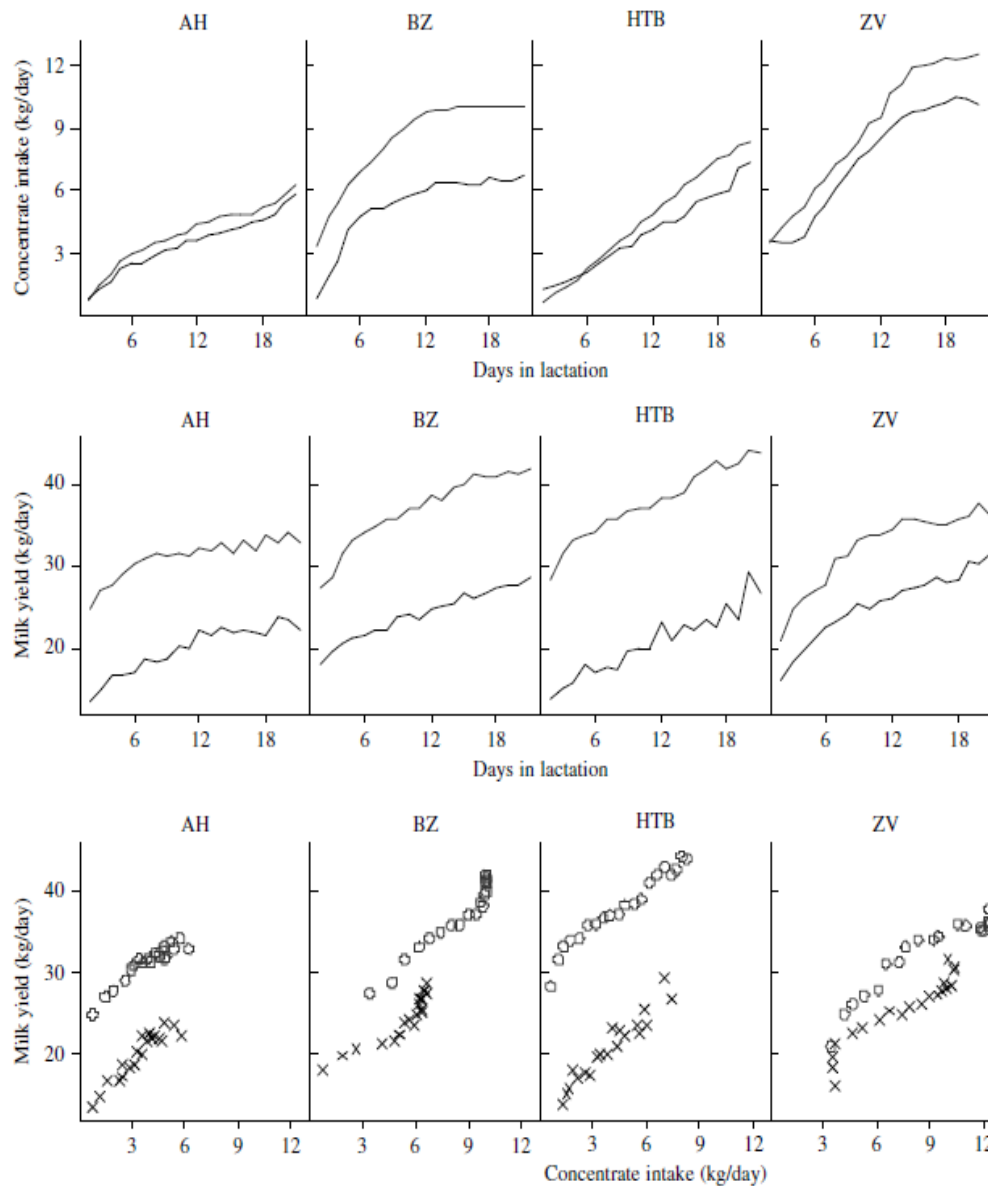 AH BZ HTB ZV
Concentrate intake (kg/day)
12
9
6
3
6 12 18 6 12 18 6 12 18 6 12 18
Days in lactation
AH BZ HTB ZV
Milk yield (kg/day)
40
30
20
6 12 18 6 12 18 6 12 18 6 12 18
Days in lactation
AH BZ HTB ZV
Milk yield (kg/day)
40
30
20
3 6 9 12 3 6 9 12 3 6 9 12 3 6 9 12
Concentrate intake (kg/day)